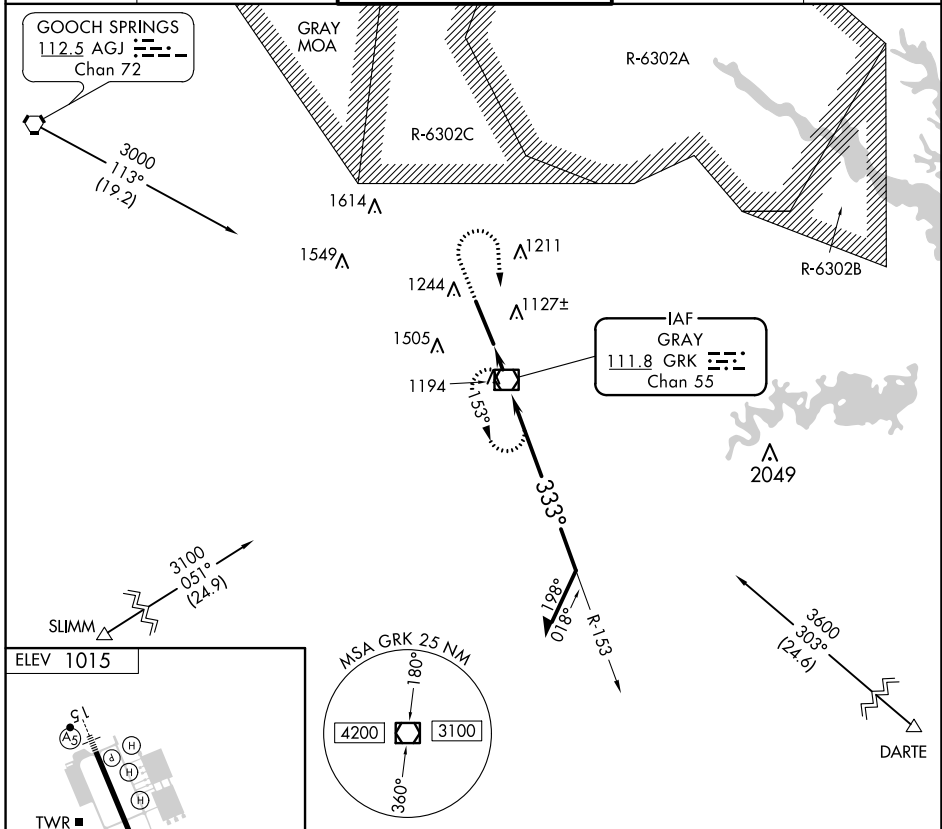 GOOCH SPRINGS
112.5 AGJ
Chan 72
GRAY
MOA
R-6302A
R-6302C
R-6302B
3000
113°
(19.2)
1614
1549
1211
1244
1127±
1505
1194
IAF
GRAY
111.8 GRK
Chan 55
153°
2049
333°
3100
051°
(24.9)
SLIMM
198°
018°
R-153
3600
303°
(24.6)
DARTE
MSA GRK 25 NM
180°
4200
3100
360°
ELEV 1015
15
A5
P
H
H
H
TWR